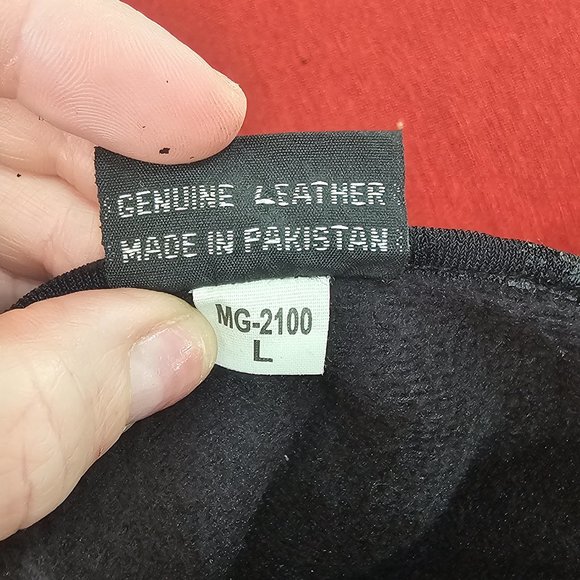 GENUINE LEATHER
MADE IN PAKISTAN
MG-2100
L